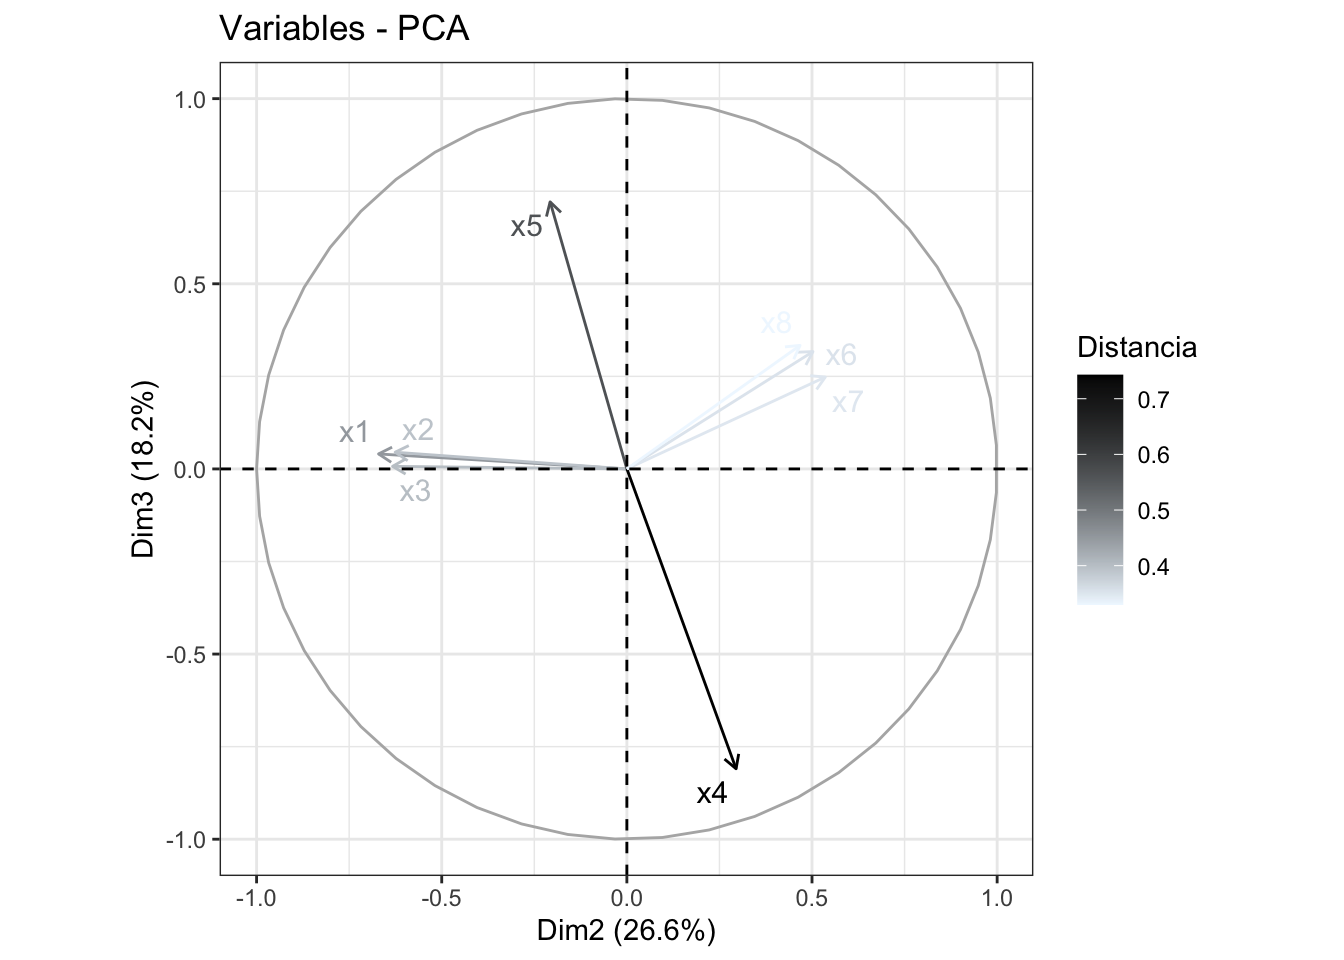 Variables - PCA
1.0
0.5
0.0
-0.5
-1.0
Dim3 (18.2%)
x5
x8
x6
x7
x1
x2
x3
x4
-1.0
-0.5
0.0
0.5
1.0
Dim2 (26.6%)
Distancia
0.7
0.6
0.5
0.4